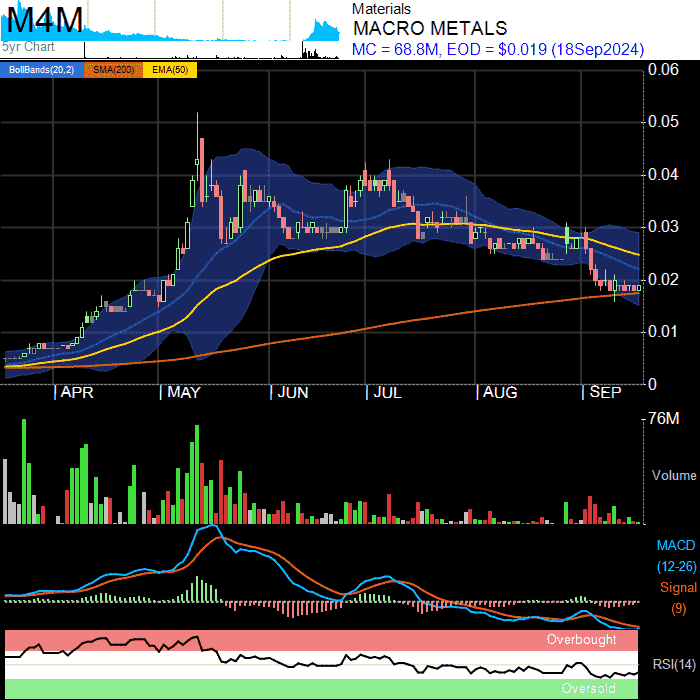 M4M
5yr Chart
Materials
MACRO METALS
MC = 68.8M, EOD = $0.019 (18Sep2024)
BollBands(20,2) SMA(200) EMA(50)
0.06
0.05
0.04
0.03
0.02
0.01
0
APR MAY JUN JUL AUG SEP
76M
Volume
MACD
(12-26)
Signal
(9)
Overbought
RSI(14)
Oversold